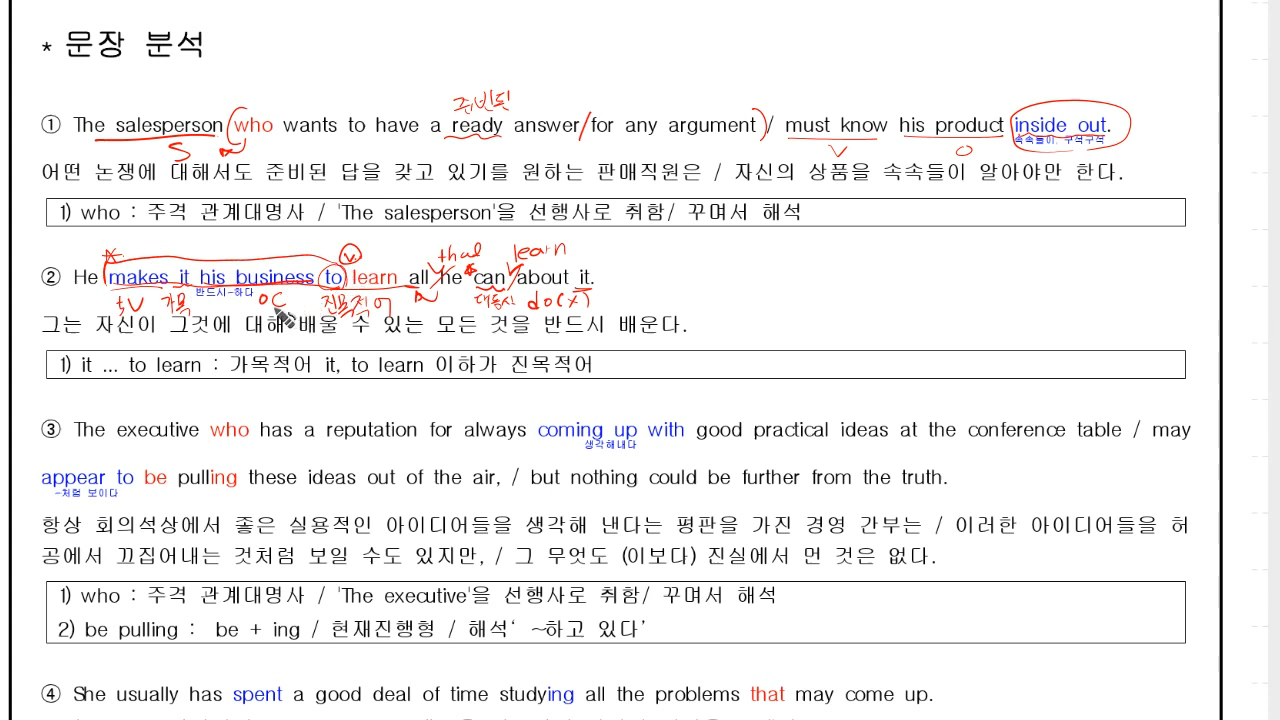 * 문장 분석
준비된
① The salesperson who wants to have a ready answer/for any argument)/ must know his product inside out.
속속들이, 구석구석
S V O
어떤 논쟁에 대해서도 준비된 답을 갖고 있기를 원하는 판매직원은 / 자신의 상품을 속속들이 알아야만 한다.
1) who : 주격 관계대명사 / 'The salesperson'을 선행사로 취함/ 꾸며서 해석
V that learn
② He makes it his business to learn all he can about it.
반드시~하다
5V 가목 OC 진목적어 대동사 do(x)
그는 자신이 그것에 대해 배울 수 있는 모든 것을 반드시 배운다.
1) it ... to learn : 가목적어 it, to learn 이하가 진목적어
③ The executive who has a reputation for always coming up with good practical ideas at the conference table / may
생각해내다
appear to be pulling these ideas out of the air, / but nothing could be further from the truth.
~처럼 보이다
항상 회의석상에서 좋은 실용적인 아이디어들을 생각해 낸다는 평판을 가진 경영 간부는 / 이러한 아이디어들을 허
공에서 끄집어내는 것처럼 보일 수도 있지만, / 그 무엇도 (이보다) 진실에서 먼 것은 없다.
1) who : 주격 관계대명사 / 'The executive'을 선행사로 취함/ 꾸며서 해석
2) be pulling : be + ing / 현재진행형 / 해석‘ ~하고 있다’
④ She usually has spent a good deal of time studying all the problems that may come up.